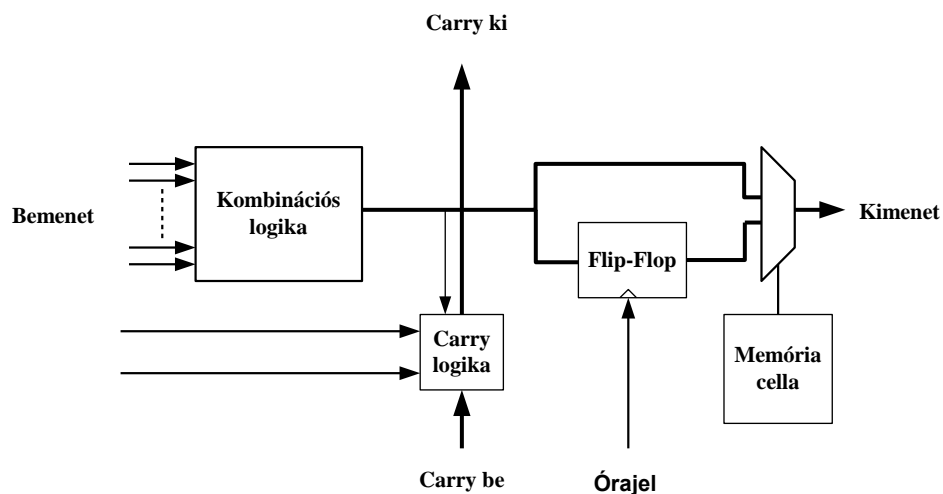 Carry ki
Bemenet
Kombinációs
logika
Flip-Flop
Kimenet
Carry
logika
Memória
cella
Carry be
Órajel